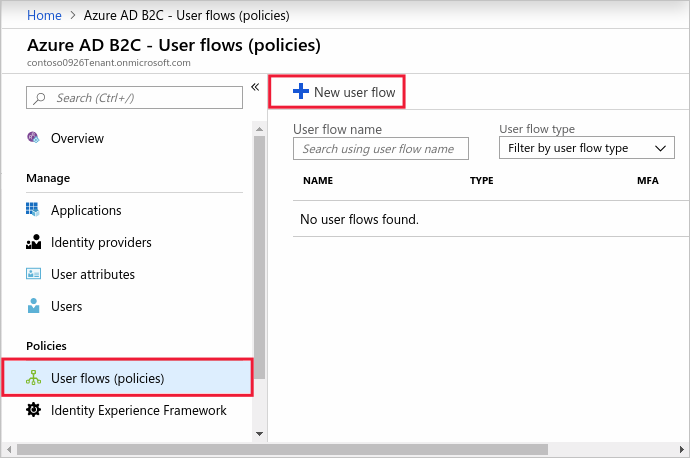 Home > Azure AD B2C - User flows (policies)
Azure AD B2C - User flows (policies)
contoso0926Tenant.onmicrosoft.com
Search (Ctrl+/)
«
Overview
Manage
Applications
Identity providers
User attributes
Users
Policies
User flows (policies)
Identity Experience Framework
+ New user flow
User flow name
Search using user flow name
User flow type
Filter by user flow type
NAME TYPE MFA
No user flows found.